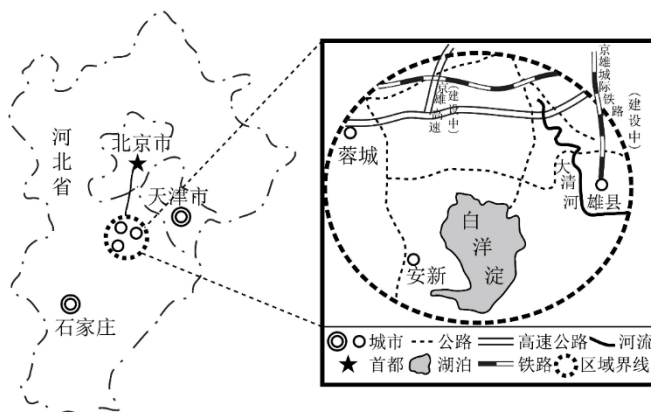 河北省
北京市
天津市
石家庄
京雄城际铁路
(建设中)
京雄高速
(建设中)
蓉城
大清河
雄县
白洋淀
安新
城市
公路
高速公路
河流
首都
湖泊
铁路
区域界线